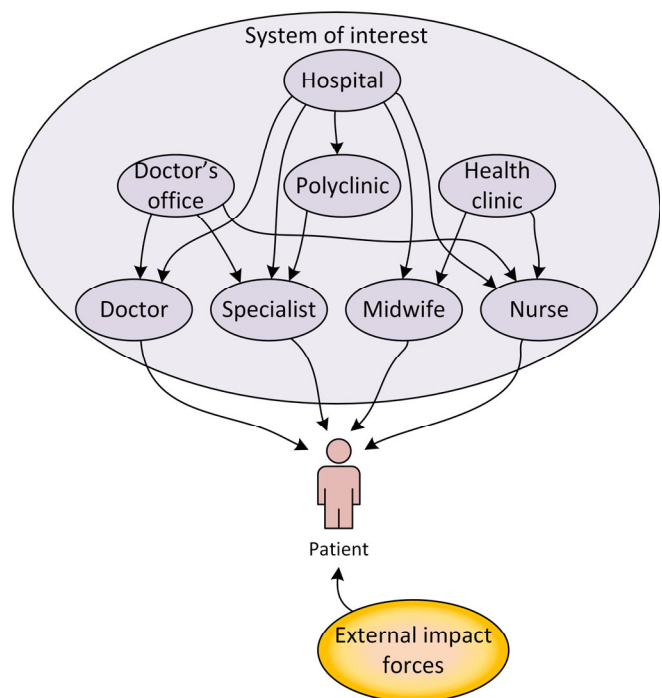 System of interest
Hospital
Doctor's
office
Polyclinic
Health
clinic
Doctor
Specialist
Midwife
Nurse
Patient
External impact
forces